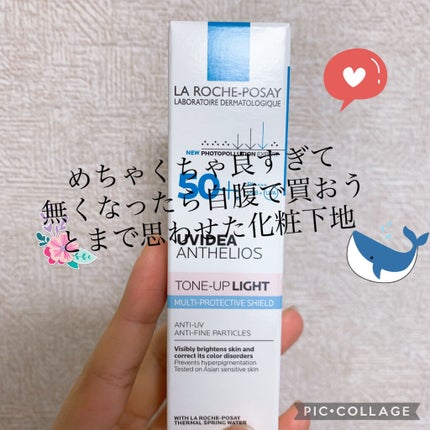 LA ROCHE-POSAY
LABORATOIRE DERMATOLOGIQUE
NEW PHOTOPOLLUTION
めちゃくちゃ良すぎて
50
無くなったら自腹で買おう
とまで思わせた化粧下地
UVIDEA
ANTHELIOS
TONE-UP LIGHT
MULTI-PROTECTIVE SHIELD
ANTI-UV
ANTI-FINE PARTICLES
Visibly brightens skin and
correct its color disorders
Prevents hyperpigmentation
Tested on Asian sensitive skin
WITH LA ROCHE-POSAY
THERMAL SPRING WATER
PIC•COLLAGE